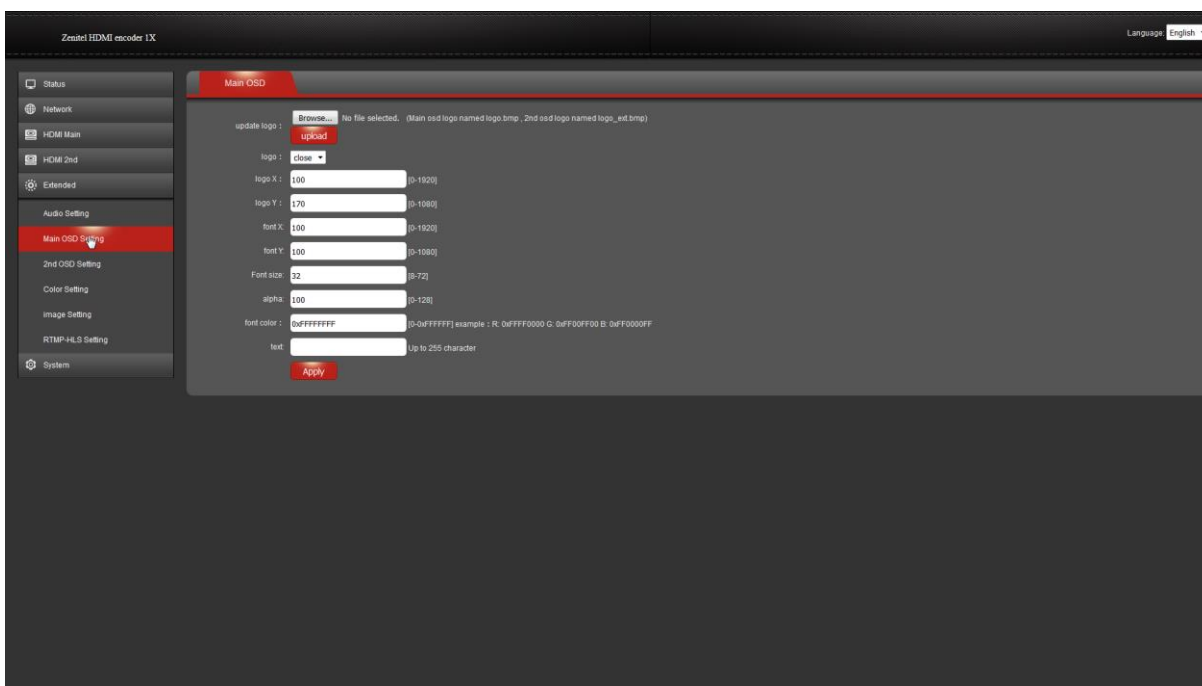 Zenitel HDMI encoder 1X
Language: English
Status
Network
HDMI Main
HDMI 2nd
Extended
Audio Setting
Main OSD Setting
2nd OSD Setting
Color Setting
image Setting
RTMP-HLS Setting
System
Main OSD
update logo : Browse... No file selected. (Main osd logo named logo.bmp , 2nd osd logo named logo_ext.bmp)
upload
logo : close
logo X : 100 [0-1920]
logo Y : 170 [0-1080]
font X: 100 [0-1920]
font Y: 100 [0-1080]
Font size: 32 [8-72]
alpha: 100 [0-128]
font color : 0xFFFFFFFF [0-0xFFFFFF] example : R: 0xFFFF0000 G: 0xFF00FF00 B: 0xFF0000FF
text: Up to 255 character
Apply